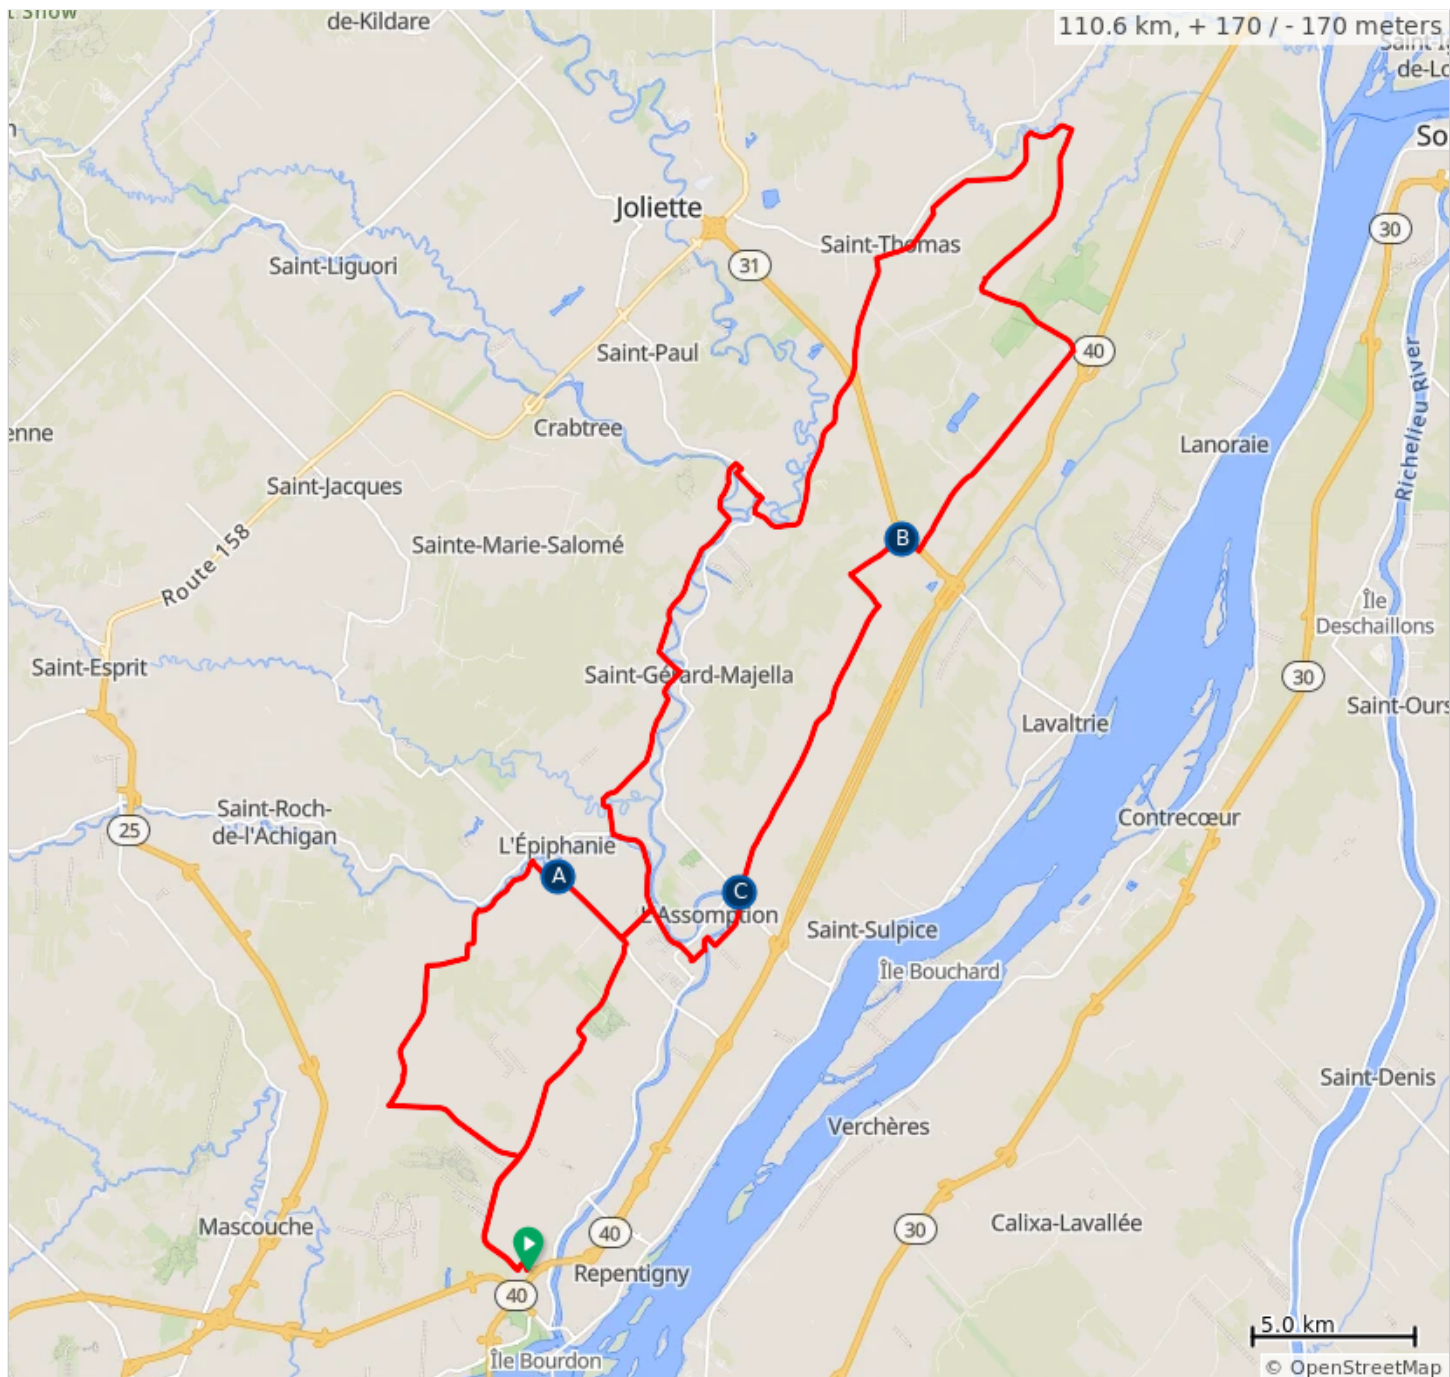 de-Kildare
110.6 km, + 170 / - 170 meters
de-Lo
So
Joliette
30
Saint-Thomas
31
Saint-Liguori
Saint-Paul
40
Richelieu River
Crabtree
enne
Lanoraie
Saint-Jacques
Route 158
Sainte-Marie-Salomé
B
Île
Deschaillons
Saint-Esprit
Saint-Gérard-Majella
30
Saint-Ours
Lavaltrie
Saint-Roch-
de-l'Achigan
25
Contrecœur
L'Épiphanie
A
C
L'Assomption
Saint-Sulpice
Île Bouchard
Saint-Denis
Verchères
Mascouche
40
30
Calixa-Lavallée
Repentigny
40
5.0 km
Île Bourdon
© OpenStreetMap